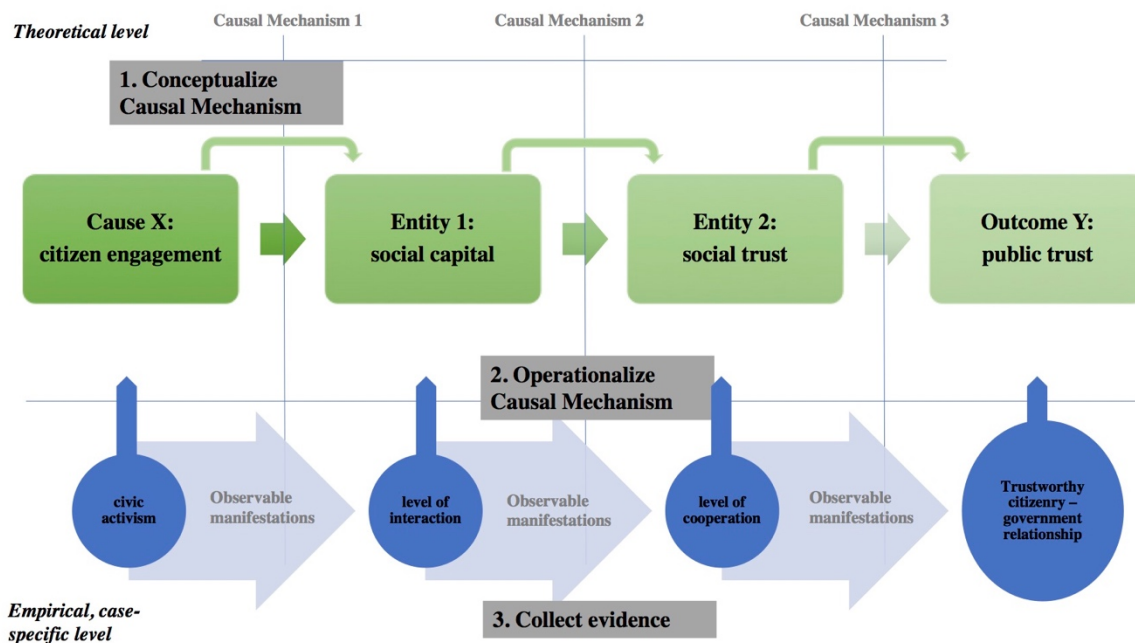 Causal Mechanism 1
Causal Mechanism 2
Causal Mechanism 3
Theoretical level
1. Conceptualize
Causal Mechanism
Cause X:
citizen engagement
Entity 1:
social capital
Entity 2:
social trust
Outcome Y:
public trust
2. Operationalize
Causal Mechanism
civic
activism
Observable
manifestations
level of
interaction
Observable
manifestations
level of
cooperation
Observable
manifestations
Trustworthy
citizenry –
government
relationship
Empirical, case-
specific level
3. Collect evidence